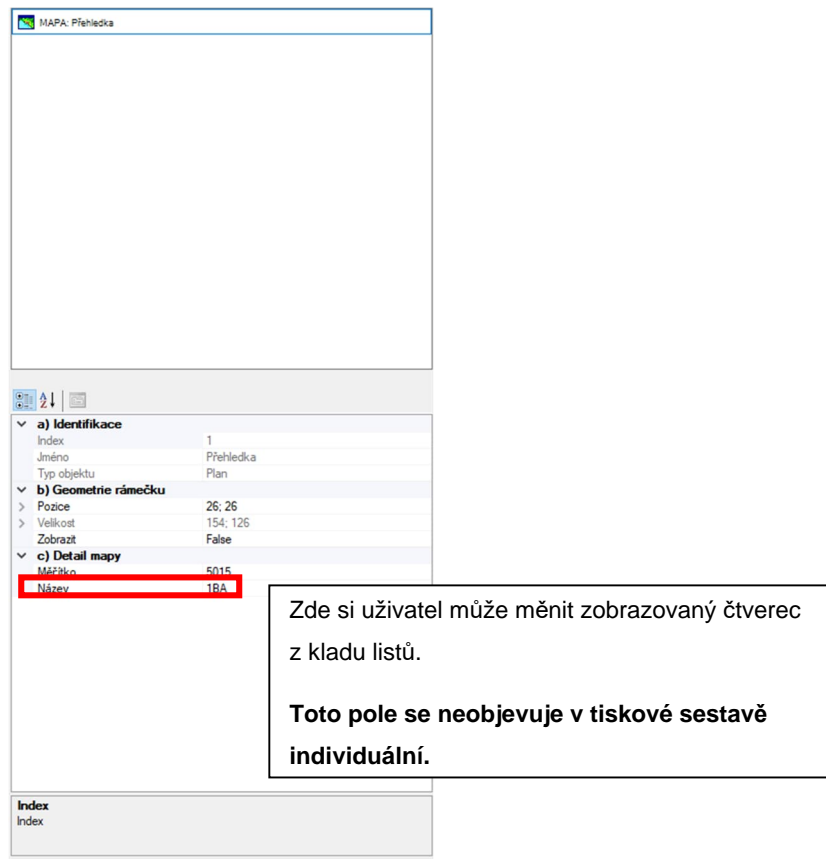 MAPA: Přehledka
a) Identifikace
Index 1
Jméno Přehledka
Typ objektu Plan
b) Geometrie rámečku
Pozice 26; 26
Velikost 154; 126
Zobrazit False
c) Detail mapy
Měřítko 5015
Název 1BA
Zde si uživatel může měnit zobrazovaný čtverec
z kladu listů.
Toto pole se neobjevuje v tiskové sestavě
individuální.
Index
Index